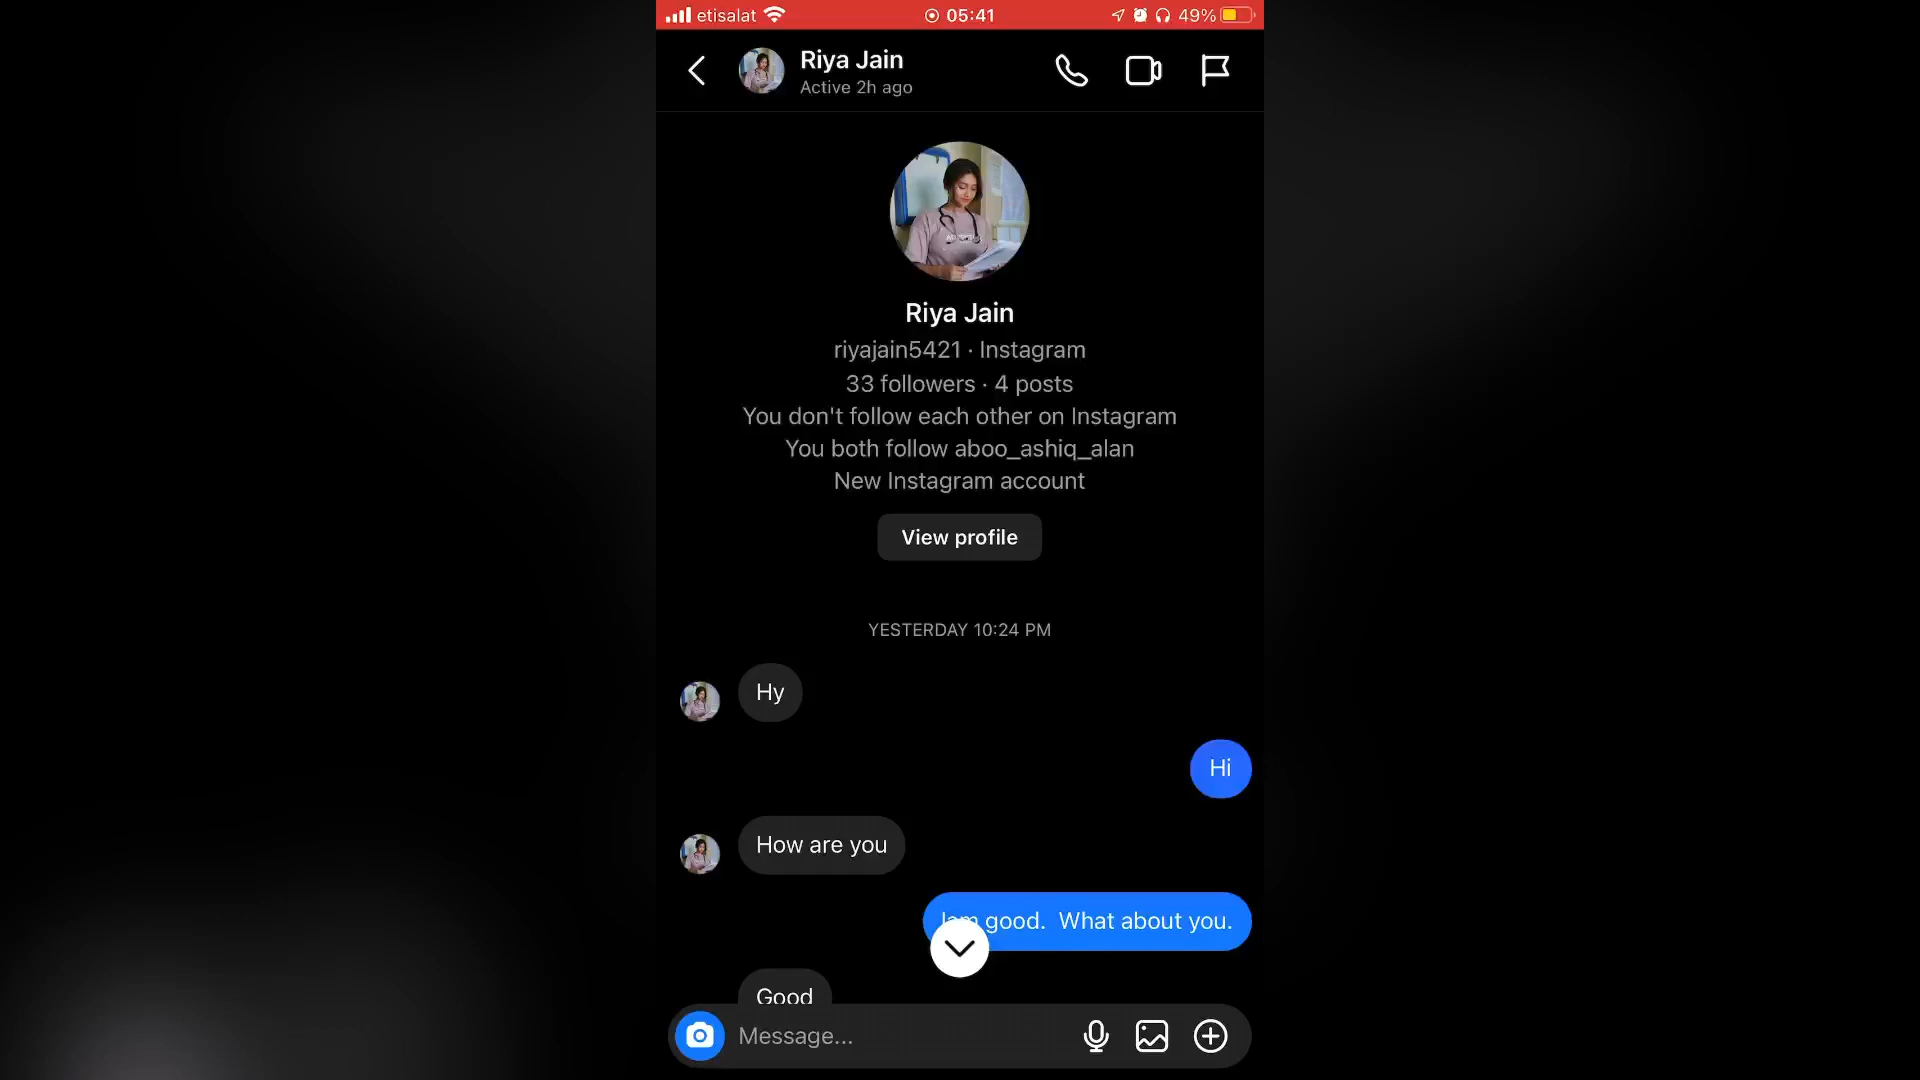 etisalat 05:41 49%
Riya Jain
Active 2h ago
Riya Jain
riyajain5421 · Instagram
33 followers · 4 posts
You don't follow each other on Instagram
You both follow aboo_ashiq_alan
New Instagram account
View profile
YESTERDAY 10:24 PM
Hy
Hi
How are you
Iam good.  What about you.
Good
Message...